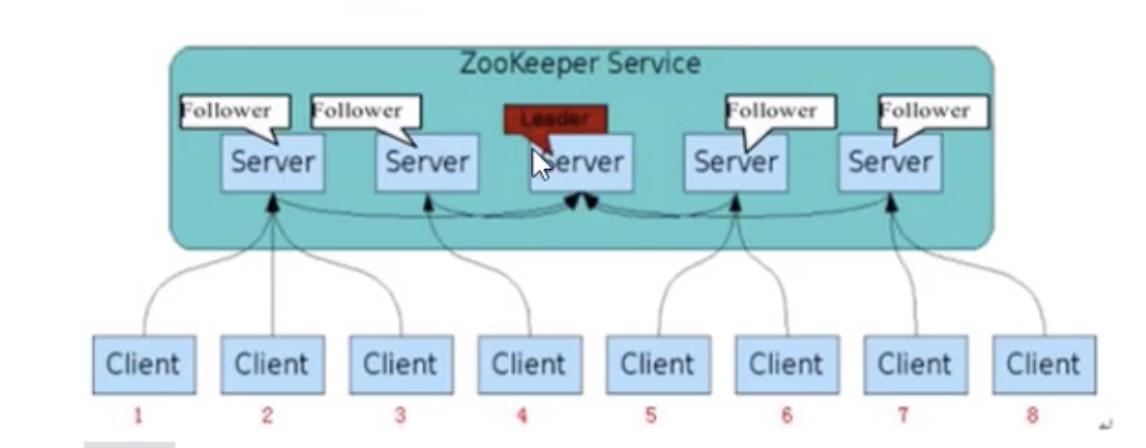 ZooKeeper Service
Follower Follower Leader Follower Follower
Server Server Server Server Server
Client Client Client Client Client Client Client Client
1 2 3 4 5 6 7 8